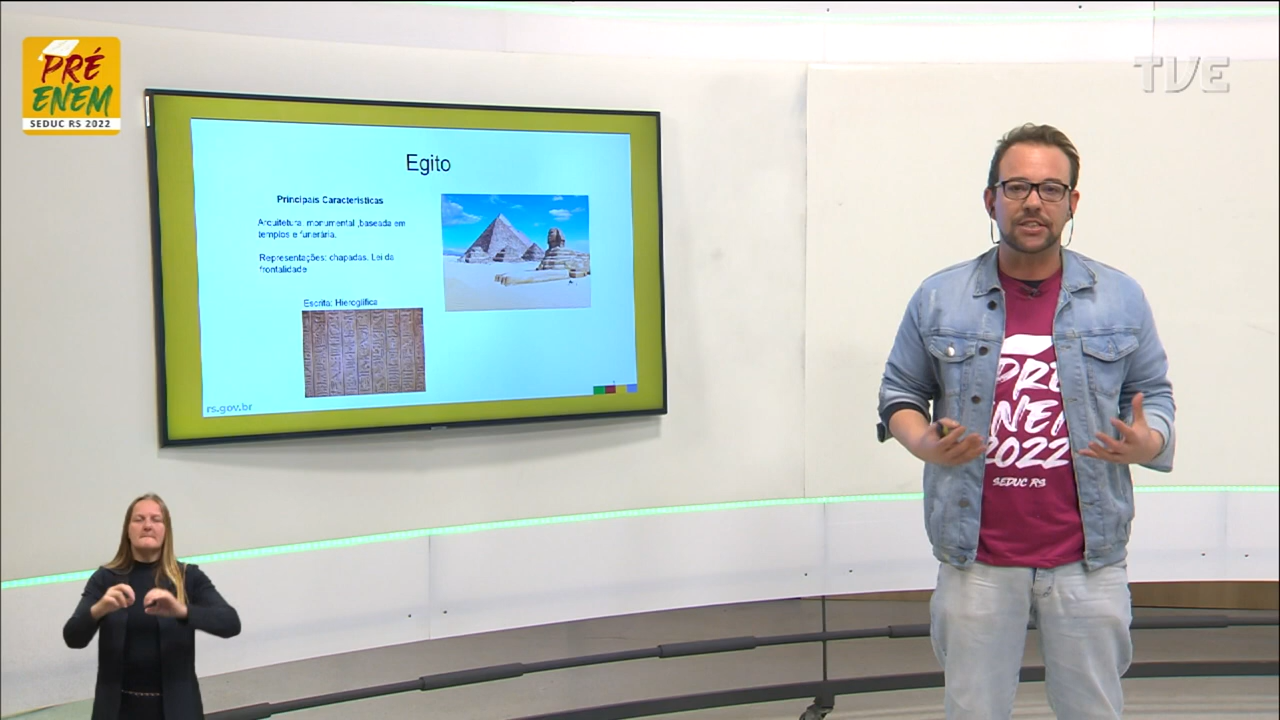 PRÉ
ENEM
SEDUC RS 2022
TVE
Egito
Principais Características
Arquitetura monumental ,baseada em
templos e funerária.
Representações: chapadas. Lei da
frontalidade
Escrita: Hieroglífica
rs.gov.br
PRÉ
ENEM
2022
SEDUC RS